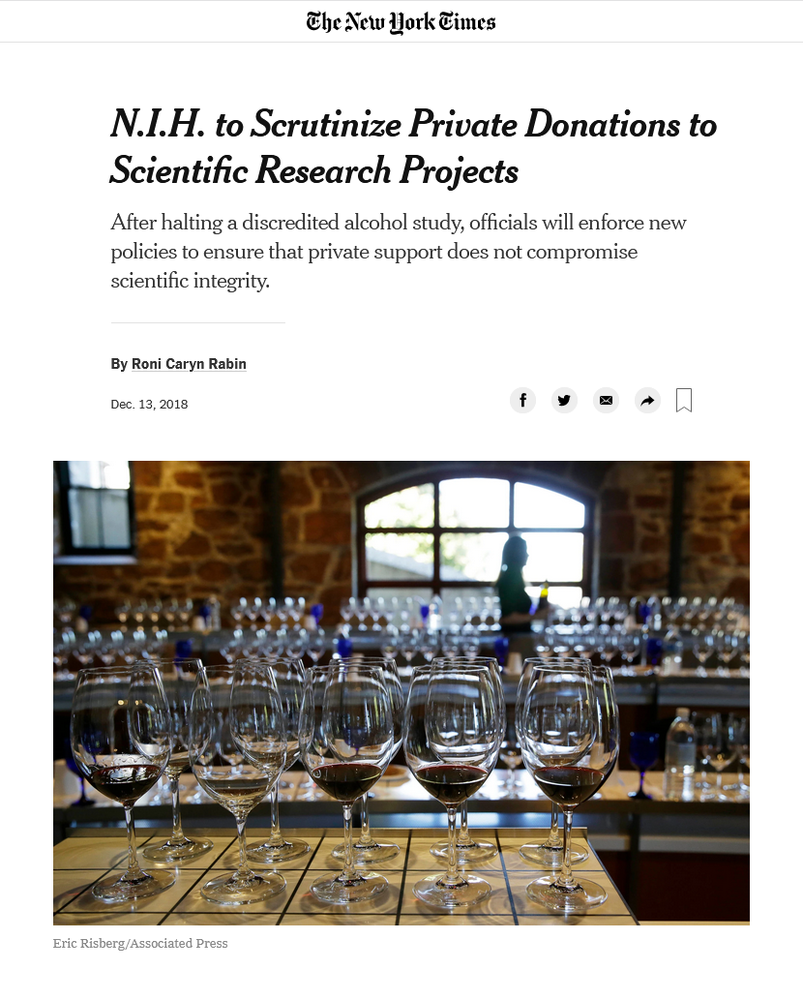 The New York Times
N.I.H. to Scrutinize Private Donations to
Scientific Research Projects
After halting a discredited alcohol study, officials will enforce new
policies to ensure that private support does not compromise
scientific integrity.
By Roni Caryn Rabin
Dec. 13, 2018
Eric Risberg/Associated Press